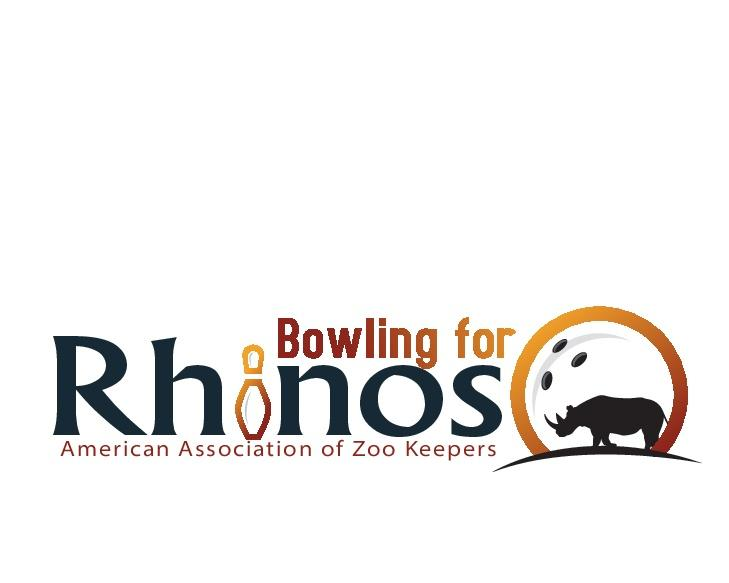 Bowling for
Rhinos
American Association of Zoo Keepers